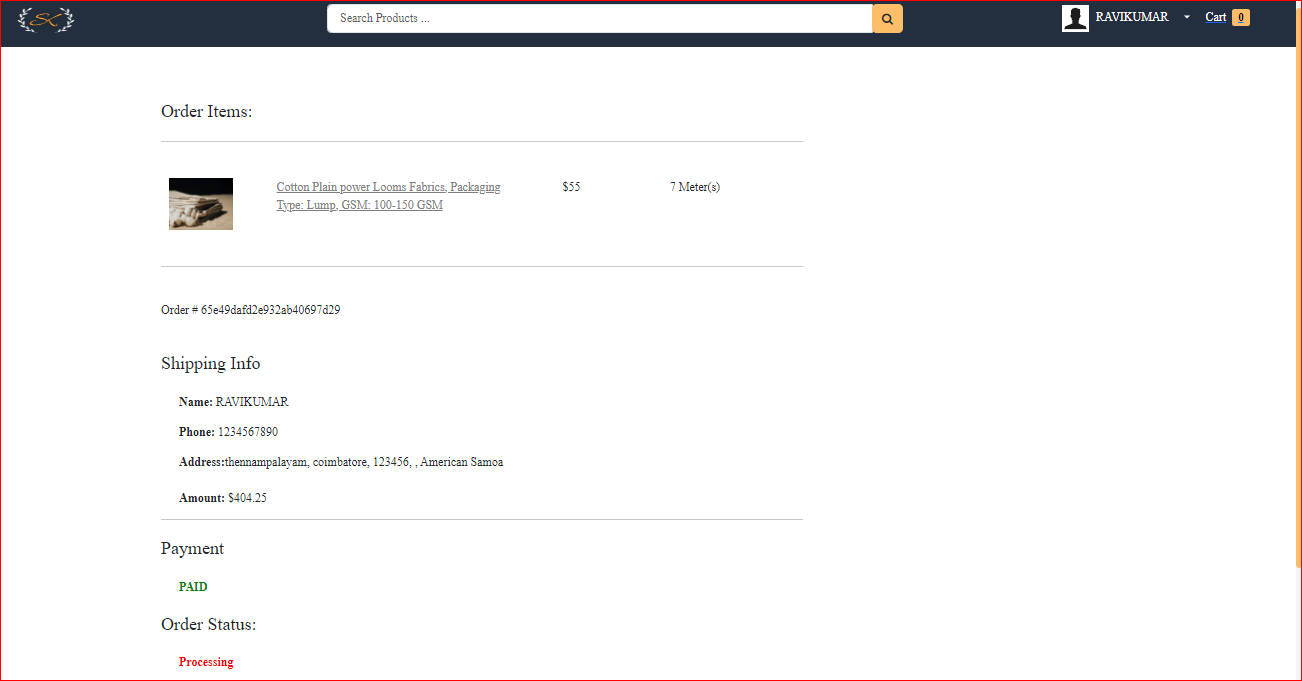 SK
Search Products ...
RAVIKUMAR
Cart 0
Order Items:
Cotton Plain power Looms Fabrics, Packaging
Type: Lump, GSM: 100-150 GSM
$55
7 Meter(s)
Order # 65e49dafd2e932ab40697d29
Shipping Info
Name: RAVIKUMAR
Phone: 1234567890
Address:thennampalayam, coimbatore, 123456, , American Samoa
Amount: $404.25
Payment
PAID
Order Status:
Processing